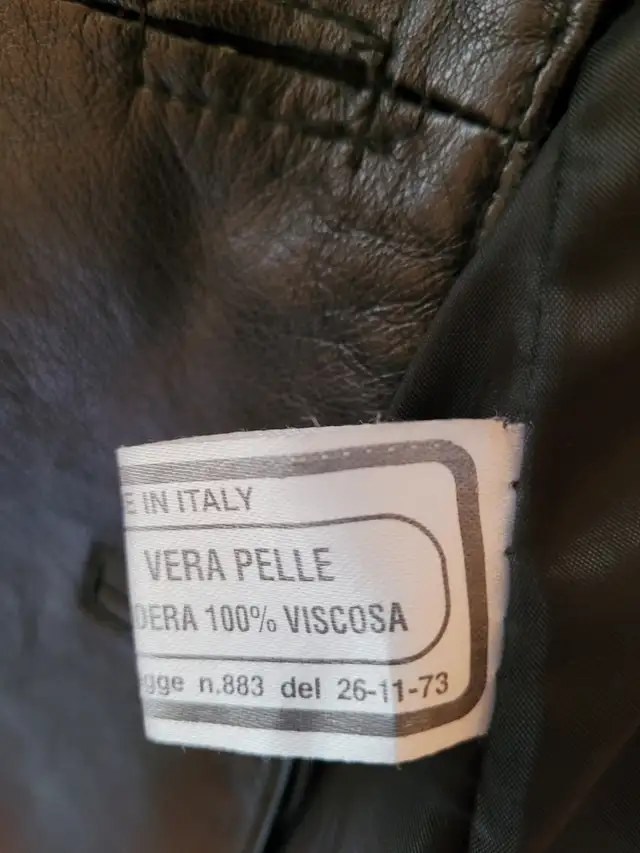 E IN ITALY
VERA PELLE
DERA 100% VISCOSA
gge n.883 del 26-11-73